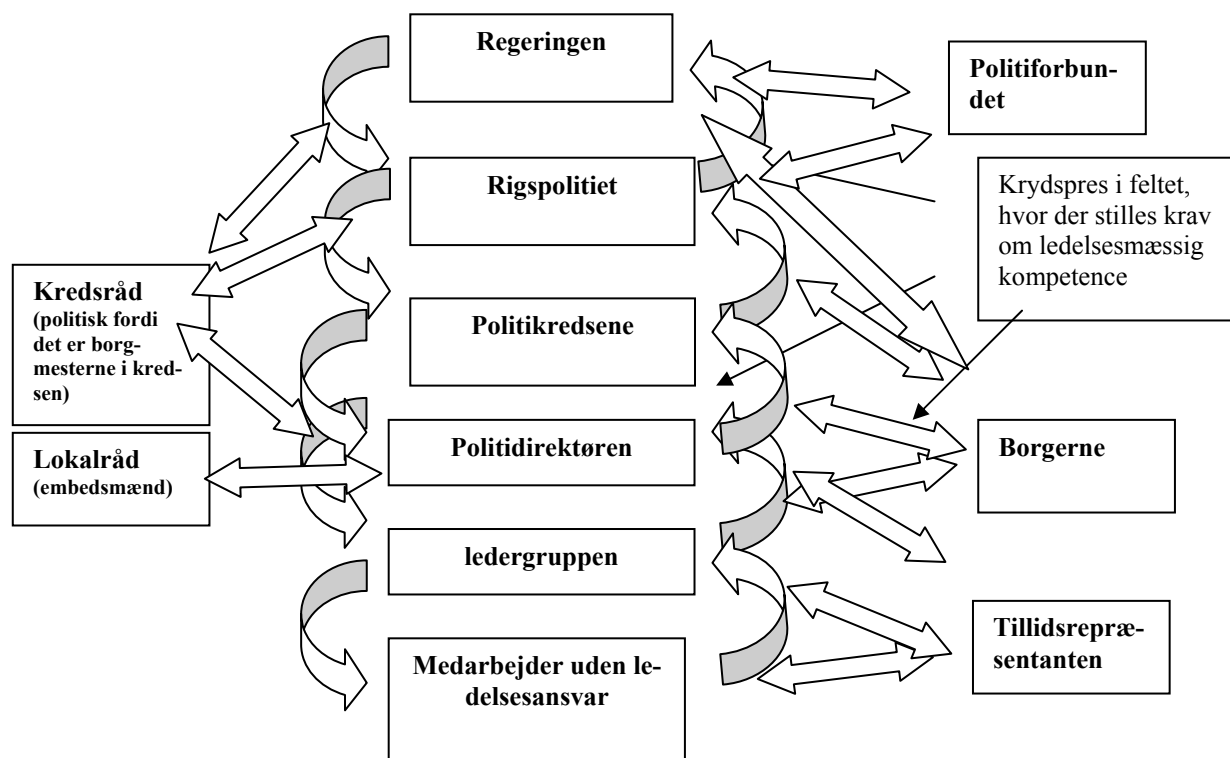 Regeringen
Politiforbun-
det
Rigspolitiet
Krydspres i feltet,
hvor der stilles krav
om ledelsesmæssig
kompetence
Kredsråd
(politisk fordi
det er borg-
mesterne i kred-
sen)
Politikredsene
Lokalråd
(embedsmænd)
Politidirektøren
Borgerne
ledergruppen
Tillidsrepræ-
sentanten
Medarbejder uden le-
delsesansvar